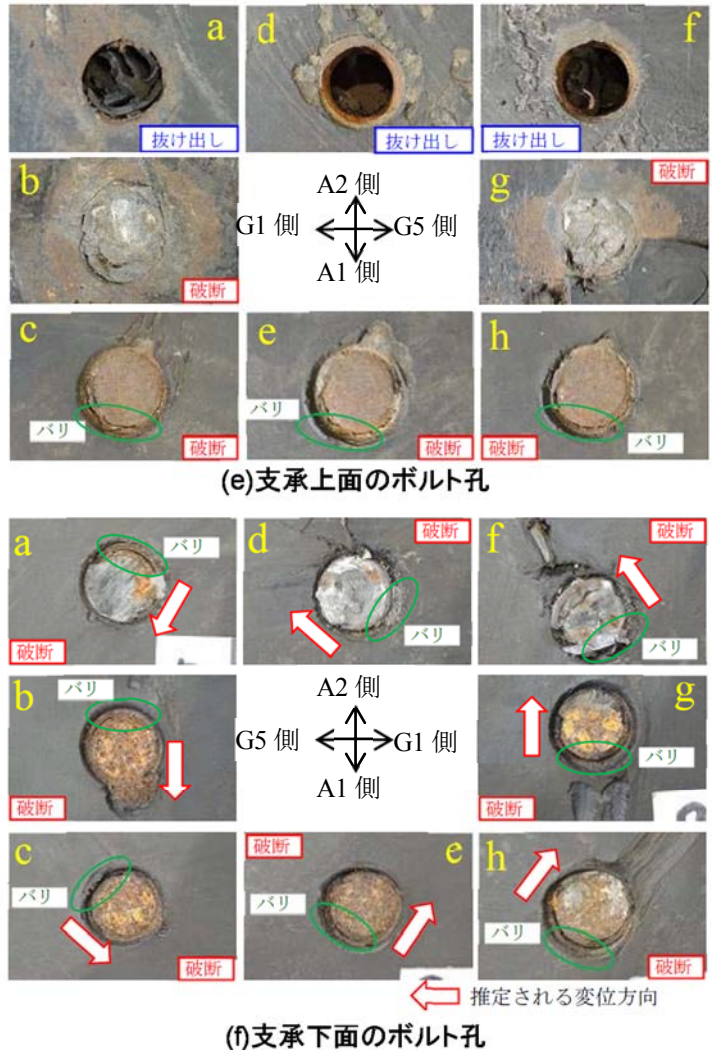 a
抜け出し
d
抜け出し
f
抜け出し
b
破断
A2 側
G1 側
G5 側
A1 側
g
破断
c
バリ
破断
e
バリ
破断
h
バリ
破断
(e)支承上面のボルト孔
a
バリ
破断
d
破断
バリ
f
破断
バリ
b
バリ
破断
A2 側
G5 側
G1 側
A1 側
g
バリ
破断
c
バリ
破断
破断
e
バリ
h
バリ
破断
推定される変位方向
(f)支承下面のボルト孔